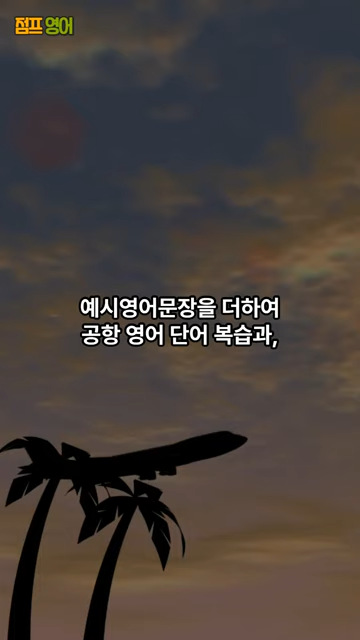 점프 영어
예시영어문장을 더하여
공항 영어 단어 복습과,